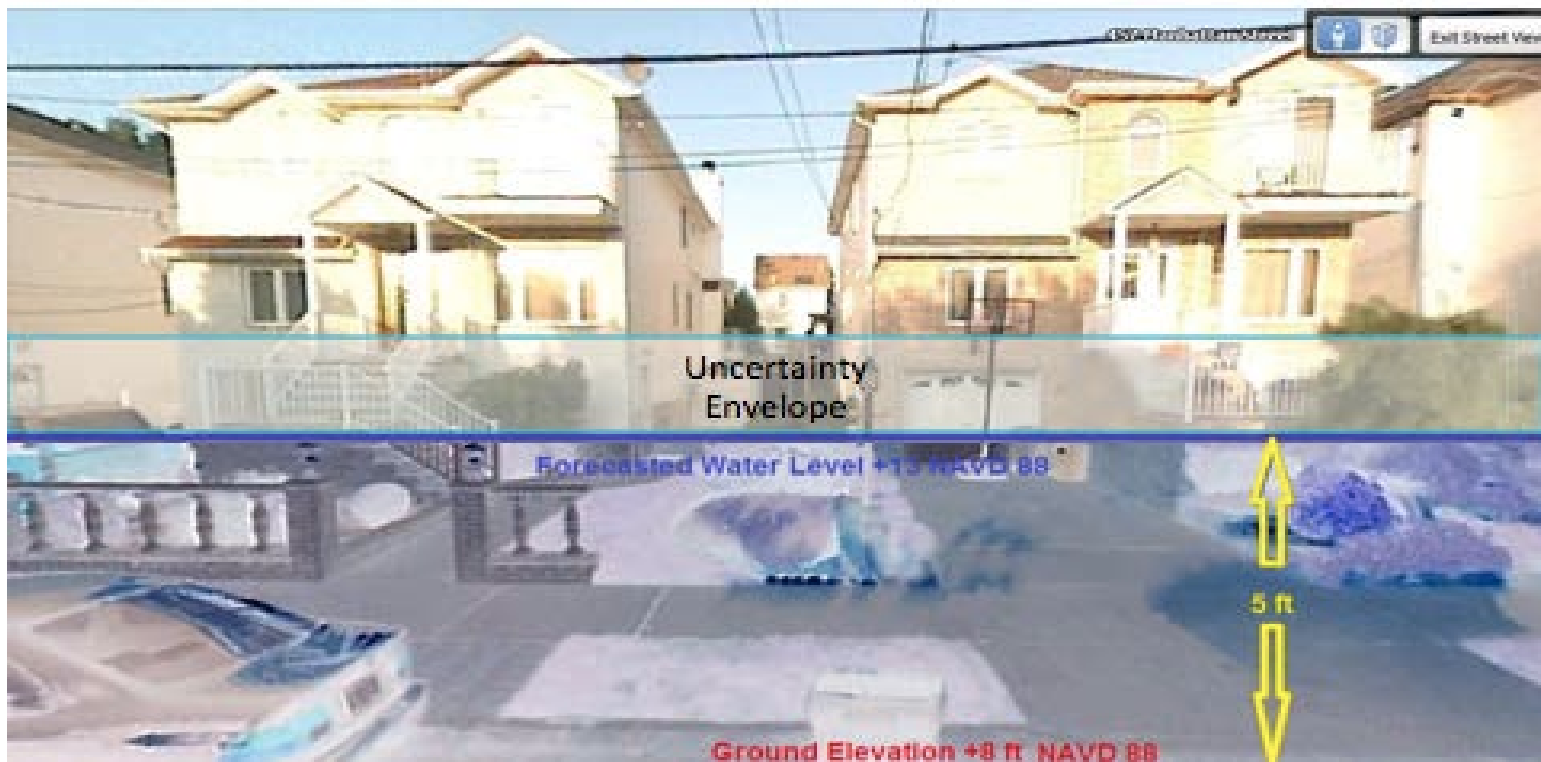 Exit Street View
Uncertainty
Envelope
Forecasted Water Level +13 NAVD 88
5 ft
Ground Elevation +8 ft NAVD 88